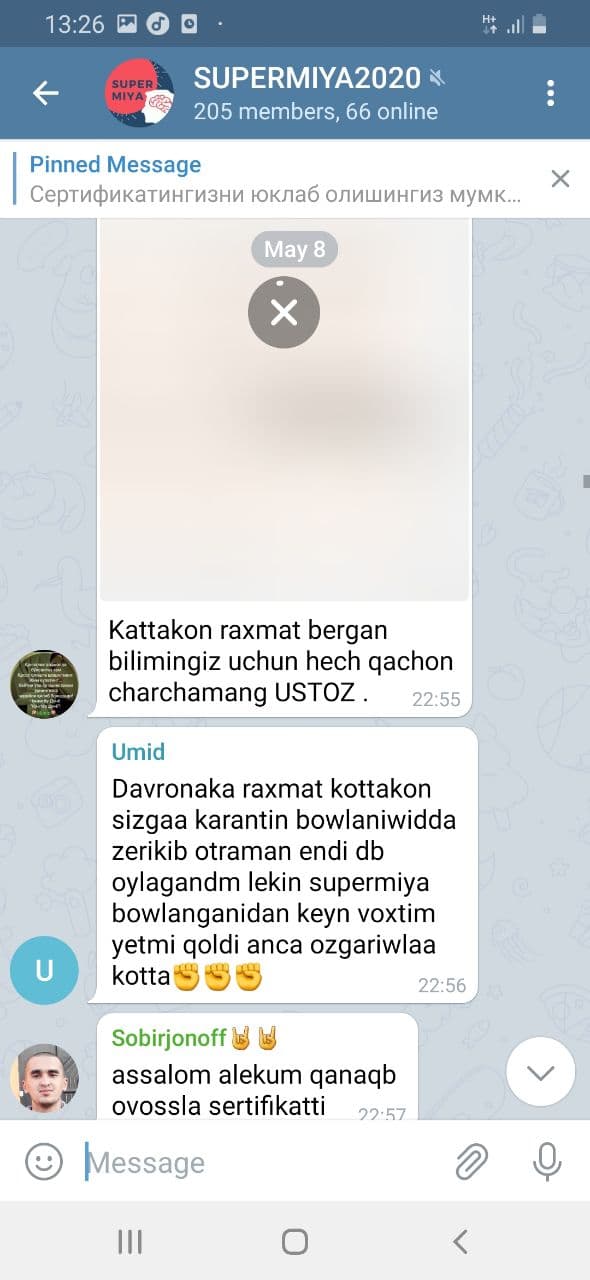 13:26
H+
SUPER
MIYA
SUPERMIYA2020
205 members, 66 online
Pinned Message
Сертификатингизни юклаб олишингиз мумк...
May 8
Kattakon raxmat bergan
bilimingiz uchun hech qachon
charchamang USTOZ .
22:55
Umid
Davronaka raxmat kottakon
sizgaa karantin bowlaniwidda
zerikib otraman endi db
oylagandm lekin supermiya
bowlanganidan keyn voxtim
yetmi qoldi anca ozgariwlaa
kotta✊✊✊
22:56
U
Sobirjonoff🤘🤘
assalom alekum qanaqb
ovossla sertifikatti
22:57
Message